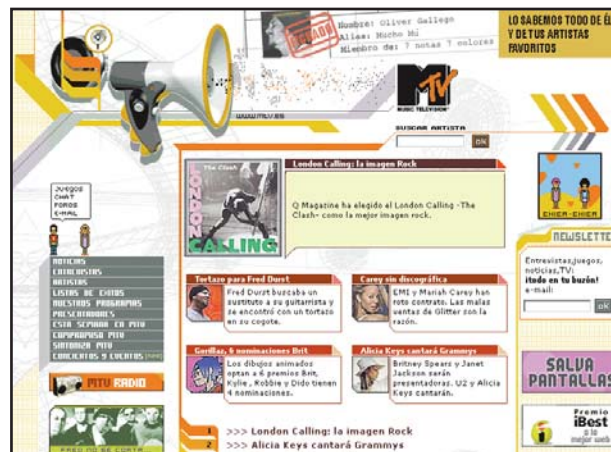 Nombre: Oliver Gallego
Alias: Mucho Mú
Miembro de: 7 notas 7 colores
LO SABEMOS TODO DE ÉL
Y DE TUS ARTISTAS
FAVORITOS
WWW.MTV.ES
MTV
MUSIC TELEVISION
BUSCAR ARTISTA
ok
The Clash
LONDON
CALLING
London Calling: la imagen Rock
Q Magazine ha elegido el London Calling -The
Clash- como la mejor imagen rock.
JUEGOS
CHAT
FOROS
E-MAIL
NOTICIAS
ENTREVISTAS
ARTISTAS
LISTAS DE EXITOS
NUESTROS PROGRAMAS
PRESENTADORES
ESTA SEMANA EN MTV
COMPROMISO MTV
SINTONIZA MTV
CONCIERTOS Y EVENTOS
MTV RADIO
Tortazo para Fred Durst
Fred Durst buscaba un
sustituto a su guitarrista y
se encontró con un tortazo
en su cogote.
Carey sin discográfica
EMI y Mariah Carey han
roto contrato. Las malas
ventas de Glitter son la
razón.
Gorillaz, 6 nominaciones Brit
Los dibujos animados
optan a 6 premios Brit,
Kylie, Robbie y Dido tienen
4 nominaciones.
Alicia Keys cantará Grammys
Britney Spears y Janet
Jackson serán
presentadoras. U2 y Alicia
Keys cantarán.
1 >>> London Calling: la imagen Rock
2 >>> Alicia Keys cantará Grammys
NEWSLETTE
Entrevistas,juegos,
noticias,TV:
¡todo en tu buzón!
e-mail:
ok
SALVA
PANTALLAS
Premio
iBest
a la
mejor web